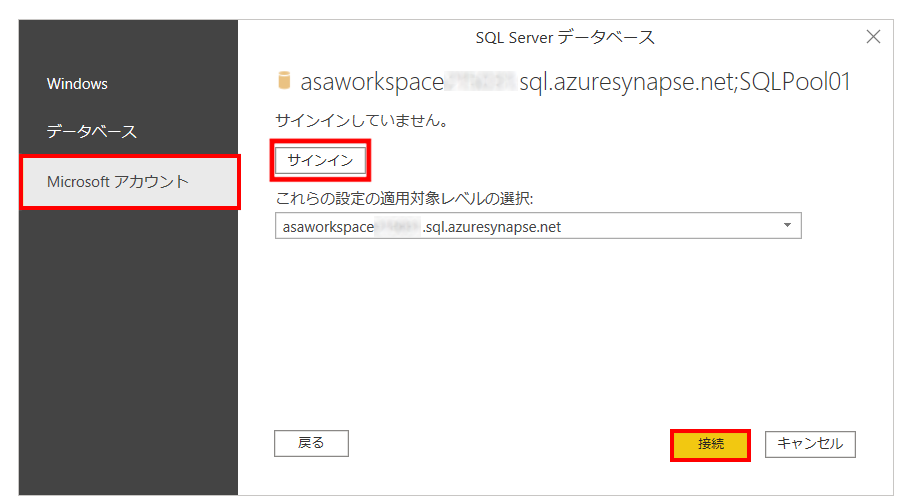 SQL Server データベース
Windows
データベース
Microsoft アカウント
asaworkspace sql.azuresynapse.net;SQLPool01
サインインしていません。
サインイン
これらの設定の適用対象レベルの選択:
asaworkspace .sql.azuresynapse.net
戻る
接続
キャンセル